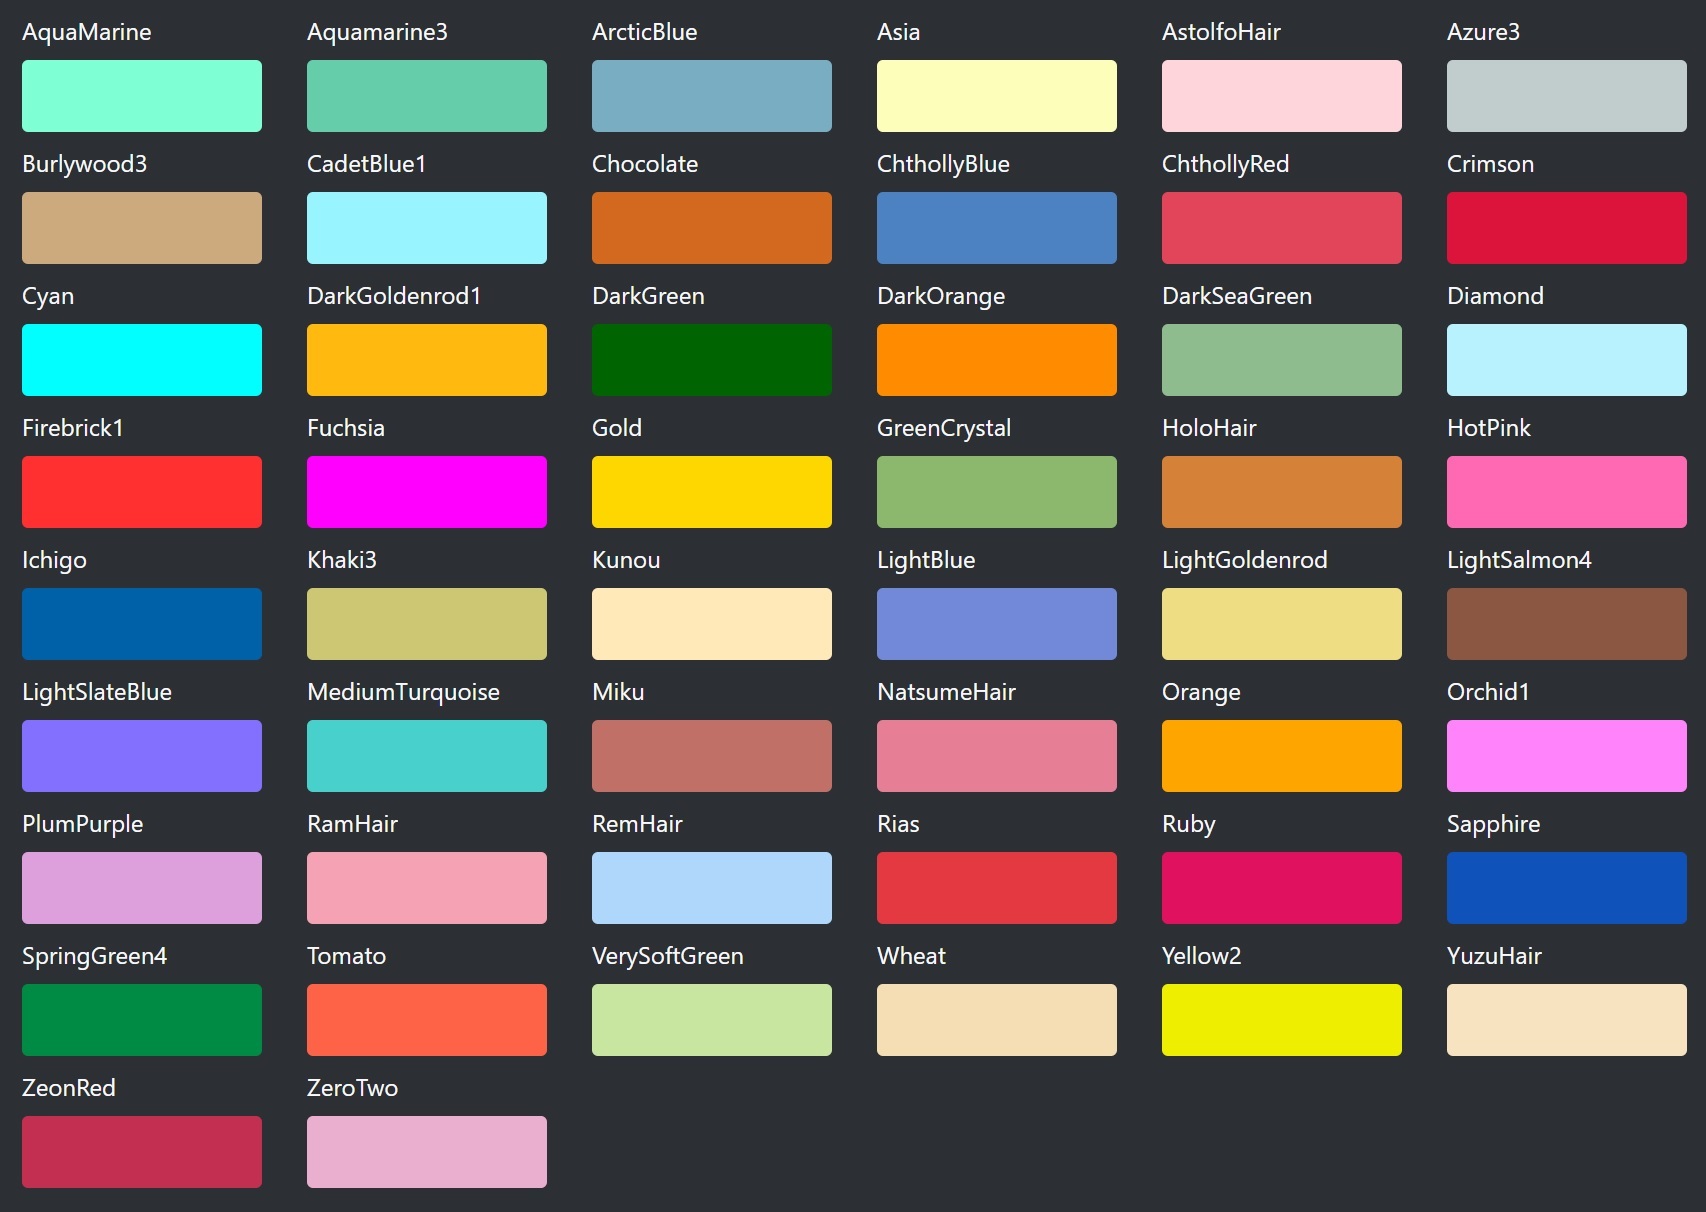 AquaMarine
Aquamarine3
ArcticBlue
Asia
AstolfoHair
Azure3
Burlywood3
CadetBlue1
Chocolate
ChthollyBlue
ChthollyRed
Crimson
Cyan
DarkGoldenrod1
DarkGreen
DarkOrange
DarkSeaGreen
Diamond
Firebrick1
Fuchsia
Gold
GreenCrystal
HoloHair
HotPink
Ichigo
Khaki3
Kunou
LightBlue
LightGoldenrod
LightSalmon4
LightSlateBlue
MediumTurquoise
Miku
NatsumeHair
Orange
Orchid1
PlumPurple
RamHair
RemHair
Rias
Ruby
Sapphire
SpringGreen4
Tomato
VerySoftGreen
Wheat
Yellow2
YuzuHair
ZeonRed
ZeroTwo